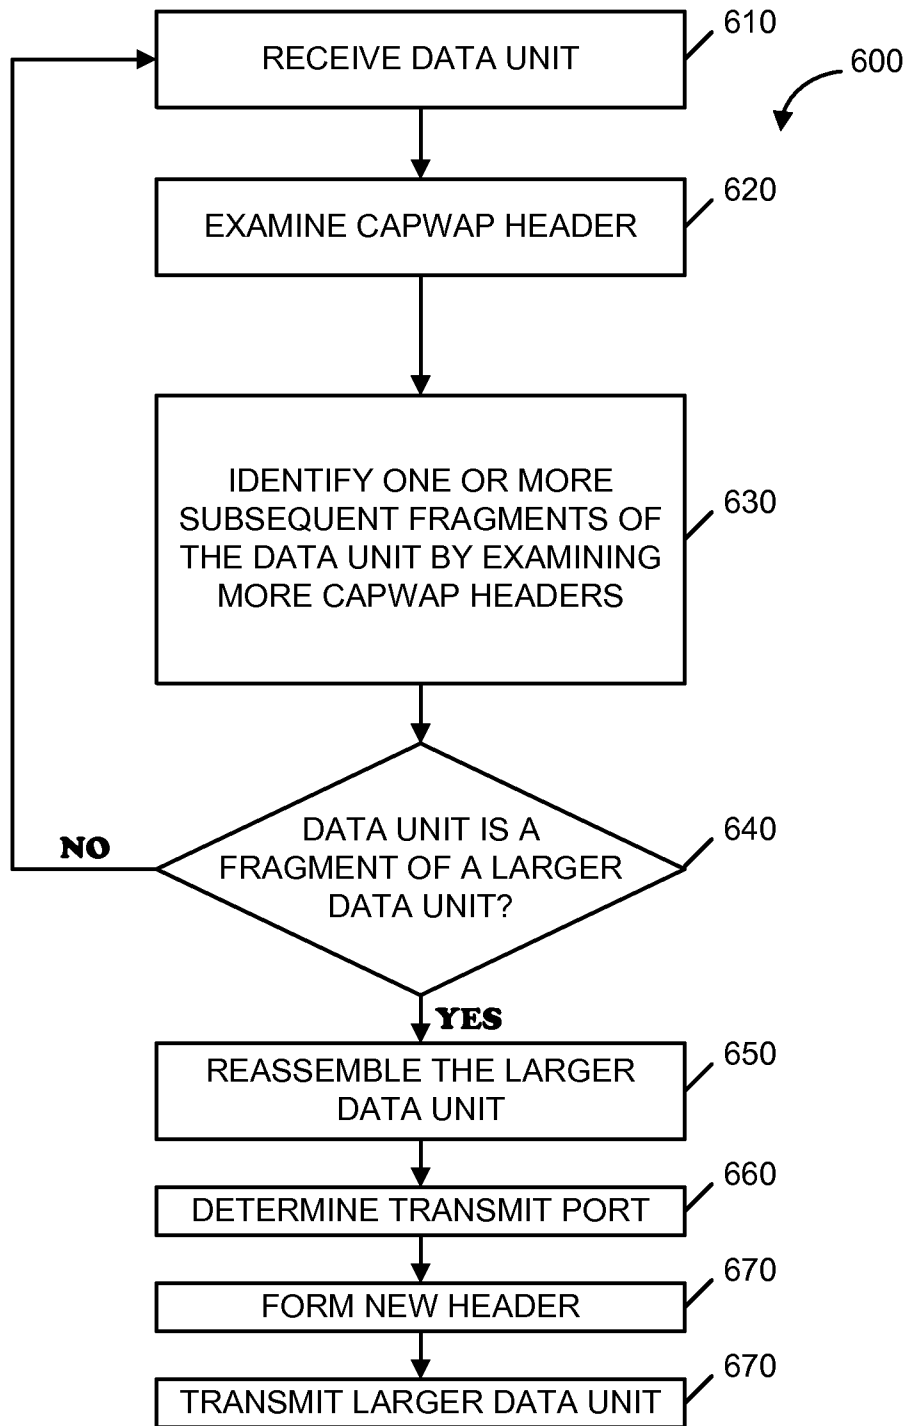 RECEIVE DATA UNIT
610
600
EXAMINE CAPWAP HEADER
620
IDENTIFY ONE OR MORE
SUBSEQUENT FRAGMENTS OF
THE DATA UNIT BY EXAMINING
MORE CAPWAP HEADERS
630
DATA UNIT IS A
FRAGMENT OF A LARGER
DATA UNIT?
640
NO
YES
REASSEMBLE THE LARGER
DATA UNIT
650
DETERMINE TRANSMIT PORT
660
FORM NEW HEADER
670
TRANSMIT LARGER DATA UNIT
670